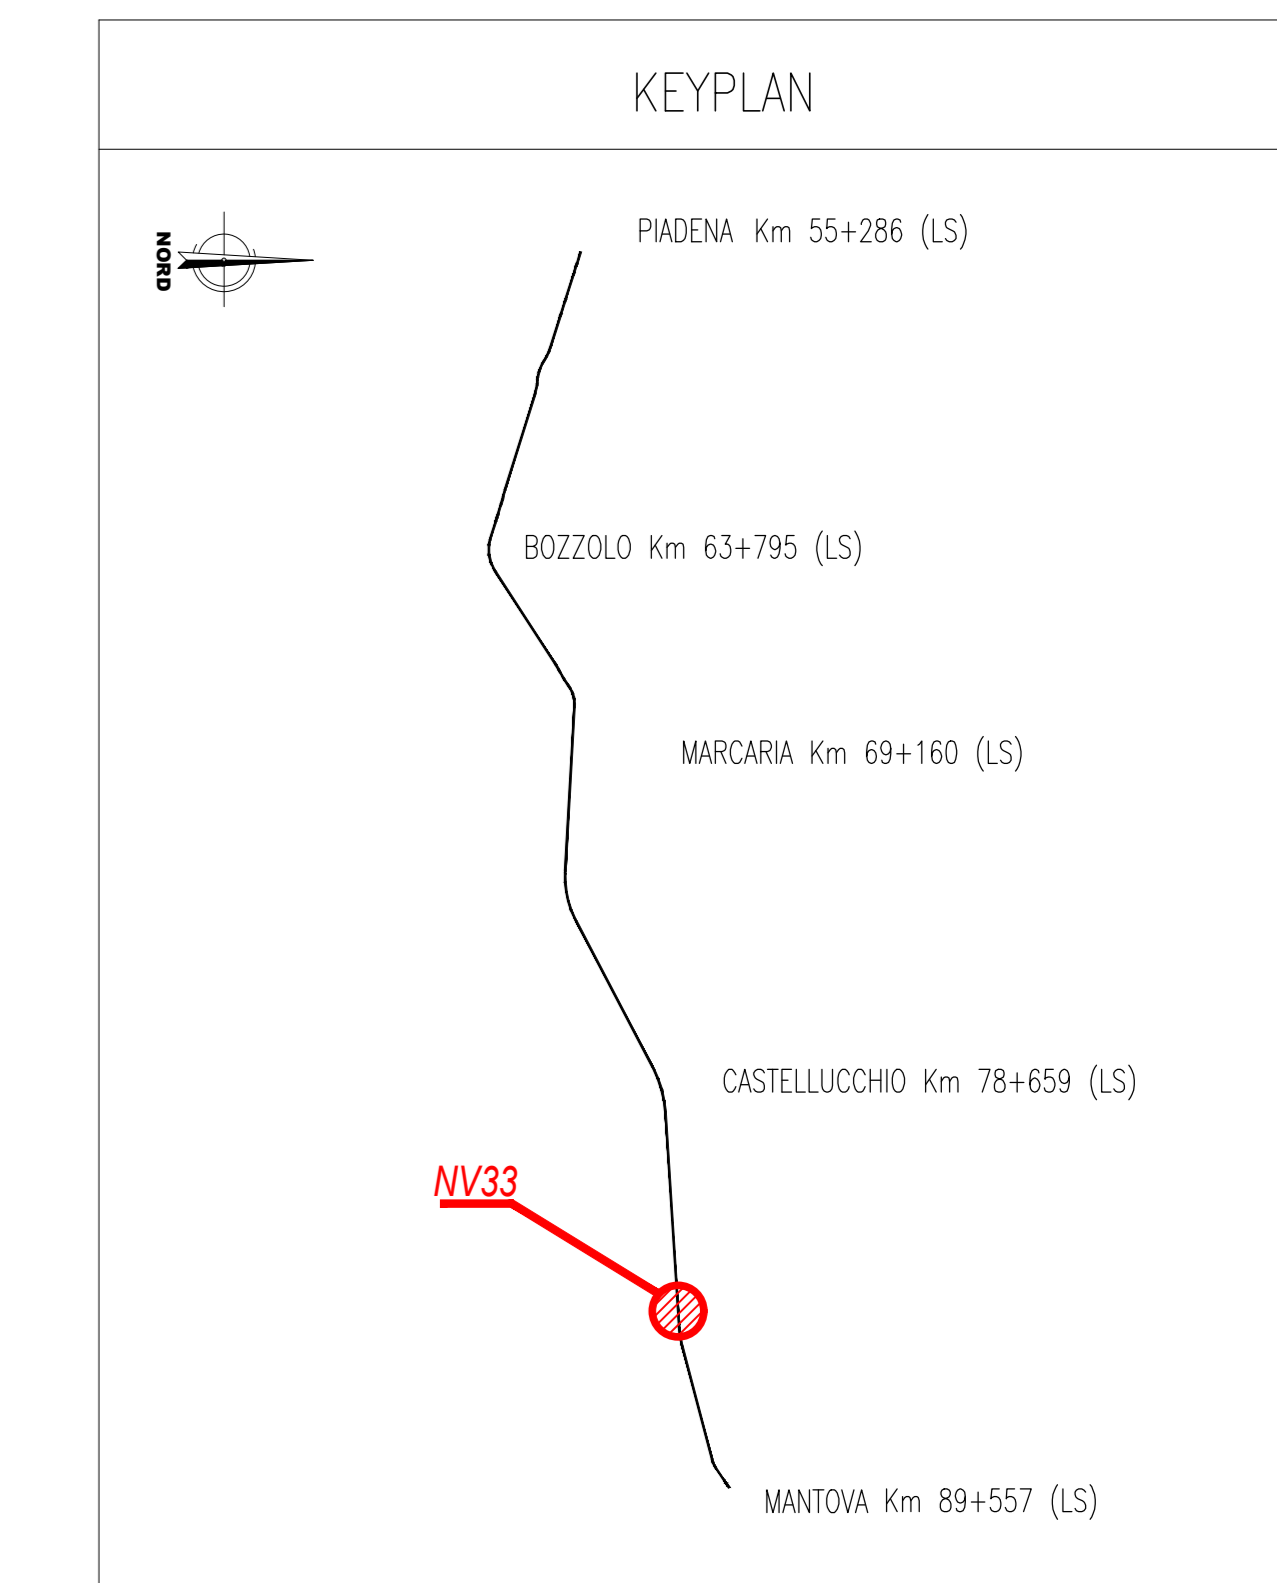 KEYPLAN
NORD
PIADENA Km 55+286 (LS)
BOZZOLO Km 63+795 (LS)
MARCARIA Km 69+160 (LS)
CASTELLUCCHIO Km 78+659 (LS)
NV33
MANTOVA Km 89+557 (LS)